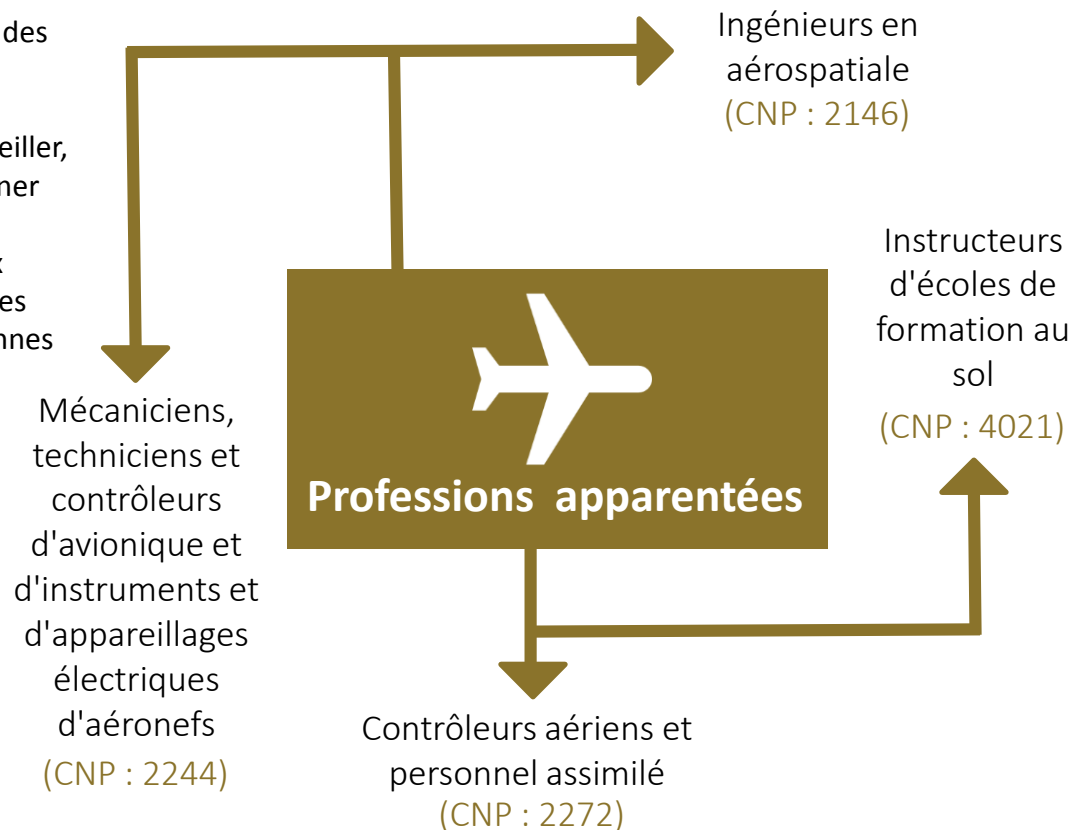 des
eiller,
ner
x
es
nnes
Ingénieurs en
aérospatiale
(CNP : 2146)
Instructeurs
d'écoles de
formation au
sol
(CNP : 4021)
Professions apparentées
Mécaniciens,
techniciens et
contrôleurs
d'avionique et
d'instruments et
d'appareillages
électriques
d'aéronefs
(CNP : 2244)
Contrôleurs aériens et
personnel assimilé
(CNP : 2272)